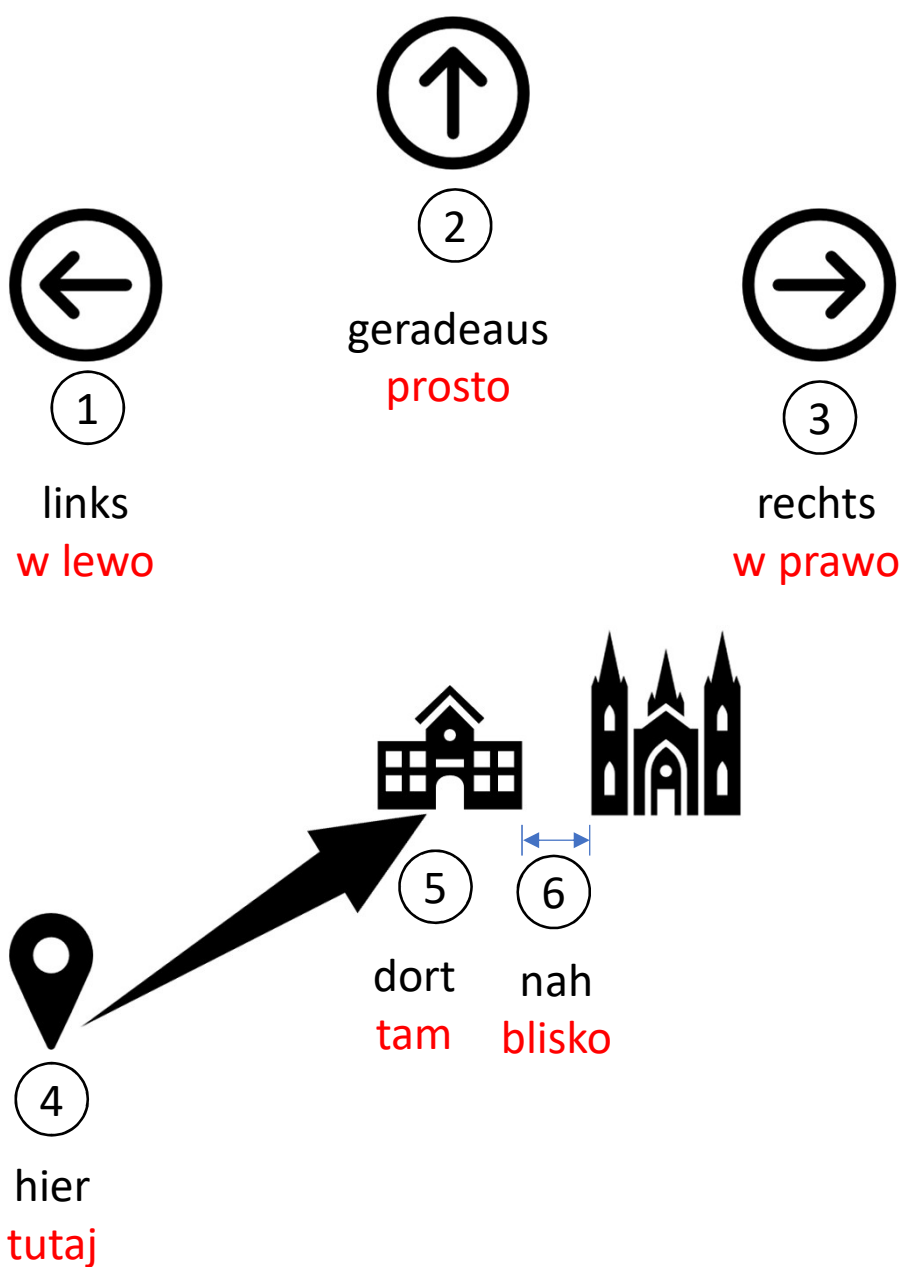 2
geradeaus
prosto
1
links
w lewo
3
rechts
w prawo
5
dort
tam
6
nah
blisko
4
hier
tutaj